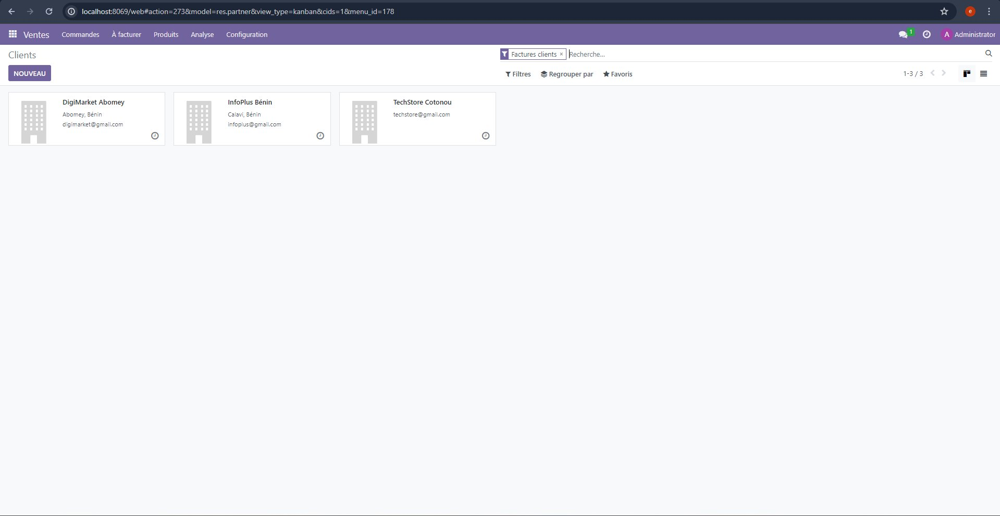 localhost:8069/web#action=273&model=res.partner&view_type=kanban&cids=1&menu_id=178
e
Ventes Commandes À facturer Produits Analyse Configuration 1 A Administrator
Clients
Factures clients × Recherche...
NOUVEAU
Filtres Regrouper par Favoris 1-3 / 3
DigiMarket Abomey
Abomey, Bénin
digimarket@gmail.com
InfoPlus Bénin
Calavi, Bénin
infoplus@gmail.com
TechStore Cotonou
techstore@gmail.com